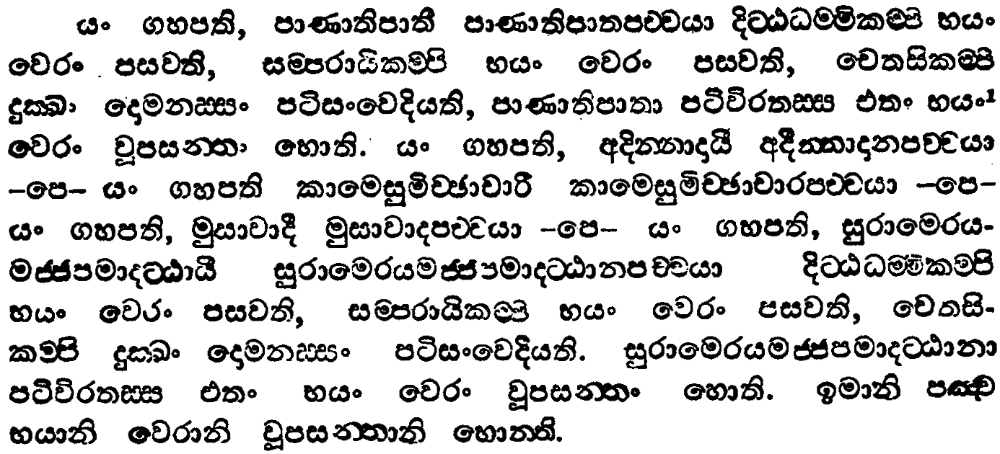 යං ගහපති, පාණාතිපාතී පාණාතිපාතපච්චයා දිට්ඨධම්මිකම්පි භයං
වෙරං පසවති, සම්පරායිකම්පි භයං වෙරං පසවති, චෙතසිකම්පි
දුක්ඛං දොමනස්සං පටිසංවෙදියති, පාණාතිපාතා පටිවිරතස්ස එතං භයං¹
වෙරං වූපසන්තං හොති. යං ගහපති, අදින්නාදායී අදින්නාදානපච්චයා
–පෙ– යං ගහපති කාමෙසුමිච්ඡාචාරී කාමෙසුමිච්ඡාචාරපච්චයා –පෙ–
යං ගහපති, මුසාවාදී මුසාවාදපච්චයා –පෙ– යං ගහපති, සුරාමෙරය-
මජ්ජපමාදට්ඨායී සුරාමෙරයමජ්ජපමාදට්ඨානපච්චයා දිට්ඨධම්මිකම්පි
භයං වෙරං පසවති, සම්පරායිකම්පි භයං වෙරං පසවති, චෙතසි-
කම්පි දුක්ඛං දොමනස්සං පටිසංවෙදියති. සුරාමෙරයමජ්ජපමාදට්ඨානා
පටිවිරතස්ස එතං භයං වෙරං වූපසන්තං හොති. ඉමානි පඤ්ච
භයානි වෙරානි වූපසන්තානි හොන්ති.